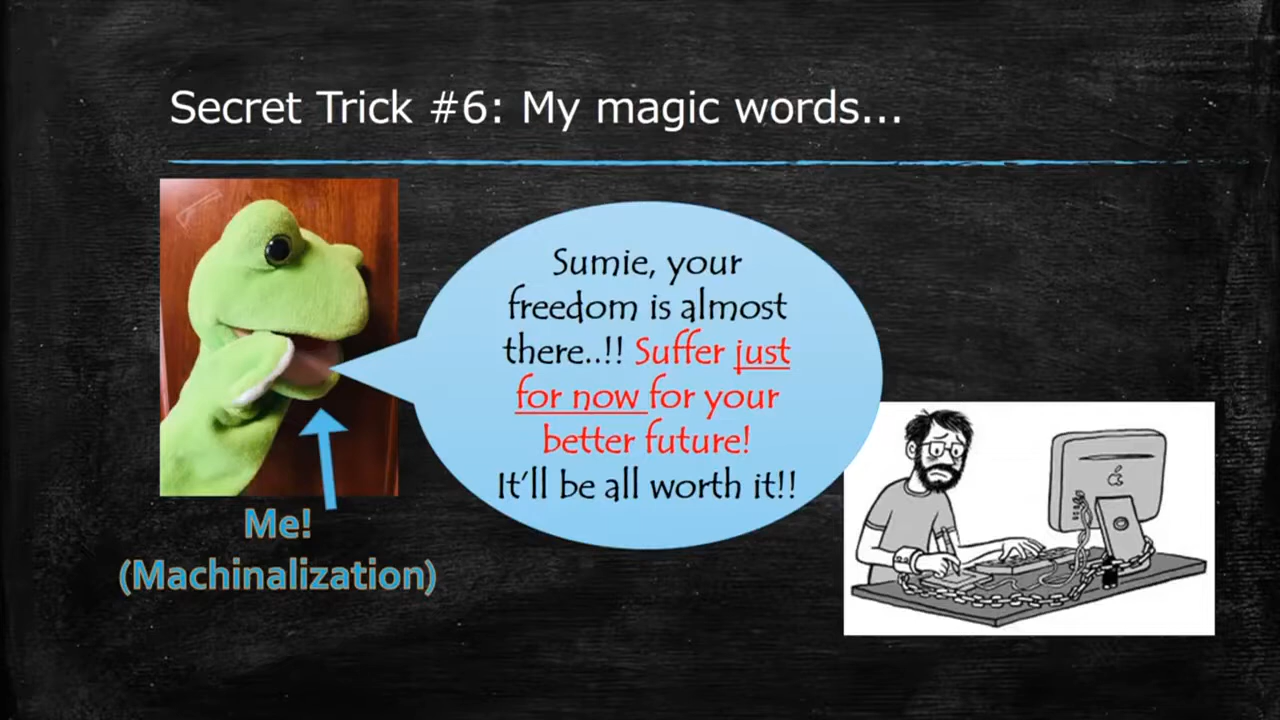 Secret Trick #6: My magic words...
Sumie, your
freedom is almost
there..!! Suffer just
for now for your
better future!
It'll be all worth it!!
Me!
(Machinalization)